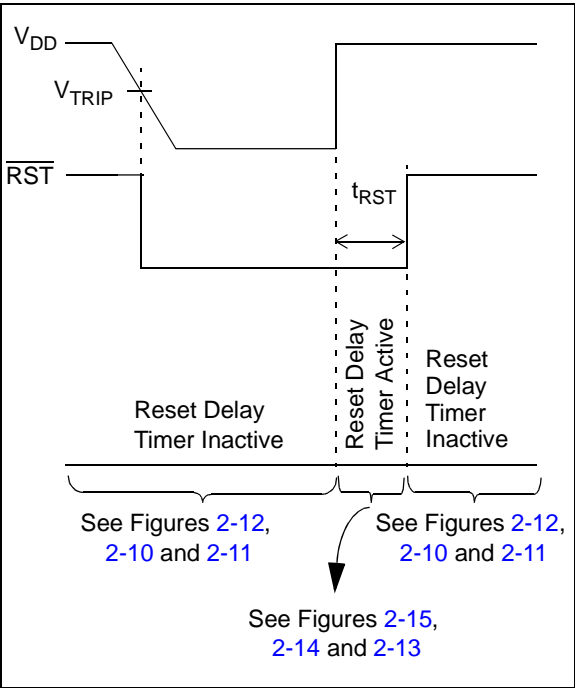 VDD
VTRIP
RST
tRST
Reset Delay
Timer Inactive
Reset Delay
Timer Active
Reset
Delay
Timer
Inactive
See Figures 2-12,
2-10 and 2-11
See Figures 2-12,
2-10 and 2-11
See Figures 2-15,
2-14 and 2-13